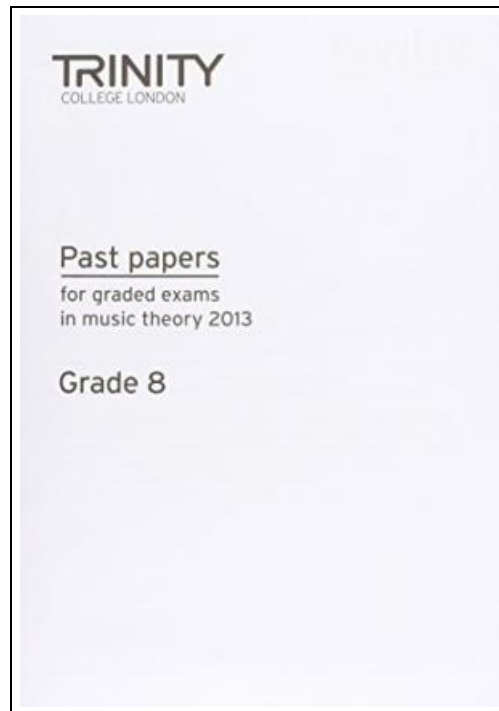 TRINITY
COLLEGE LONDON
Past papers
for graded exams
in music theory 2013
Grade 8